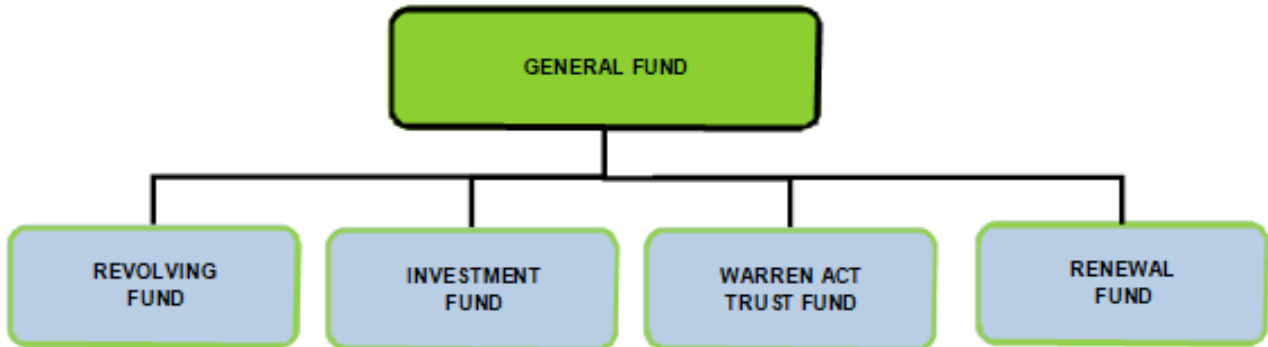 GENERAL FUND
REVOLVING
FUND
INVESTMENT
FUND
WARREN ACT
TRUST FUND
RENEWAL
FUND